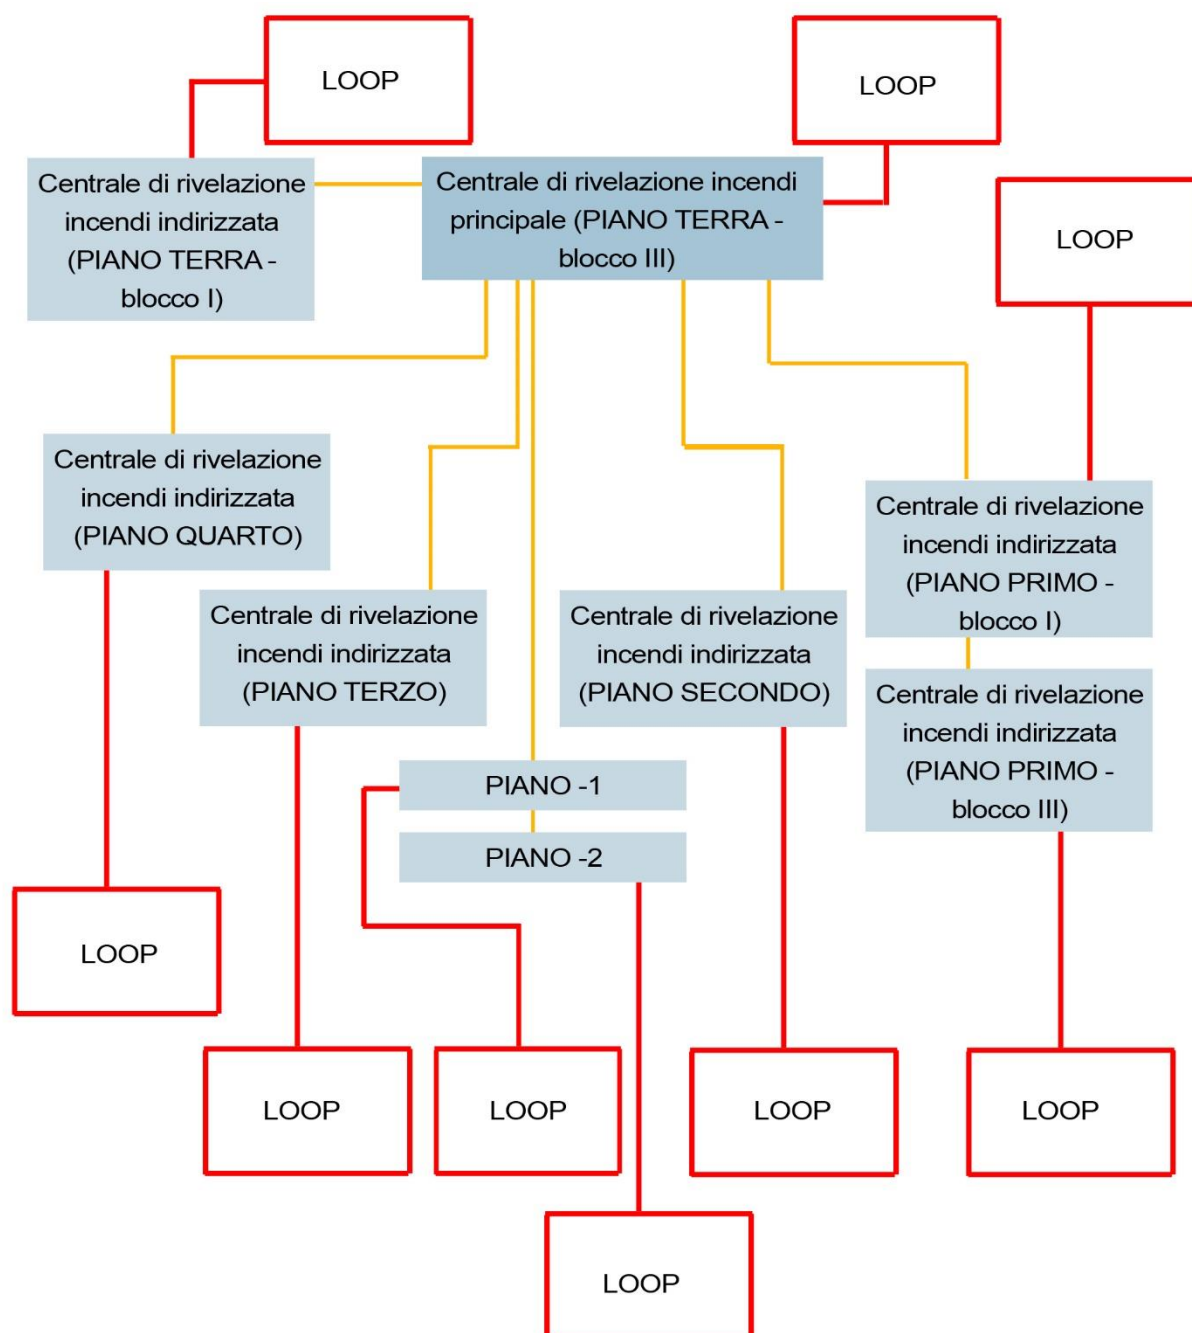 LOOP
LOOP
Centrale di rivelazione
incendi indirizzata
(PIANO TERRA -
blocco I)
Centrale di rivelazione incendi
principale (PIANO TERRA -
blocco III)
LOOP
Centrale di rivelazione
incendi indirizzata
(PIANO QUARTO)
Centrale di rivelazione
incendi indirizzata
(PIANO PRIMO -
blocco I)
Centrale di rivelazione
incendi indirizzata
(PIANO TERZO)
Centrale di rivelazione
incendi indirizzata
(PIANO SECONDO)
Centrale di rivelazione
incendi indirizzata
(PIANO PRIMO -
blocco III)
PIANO -1
PIANO -2
LOOP
LOOP
LOOP
LOOP
LOOP
LOOP